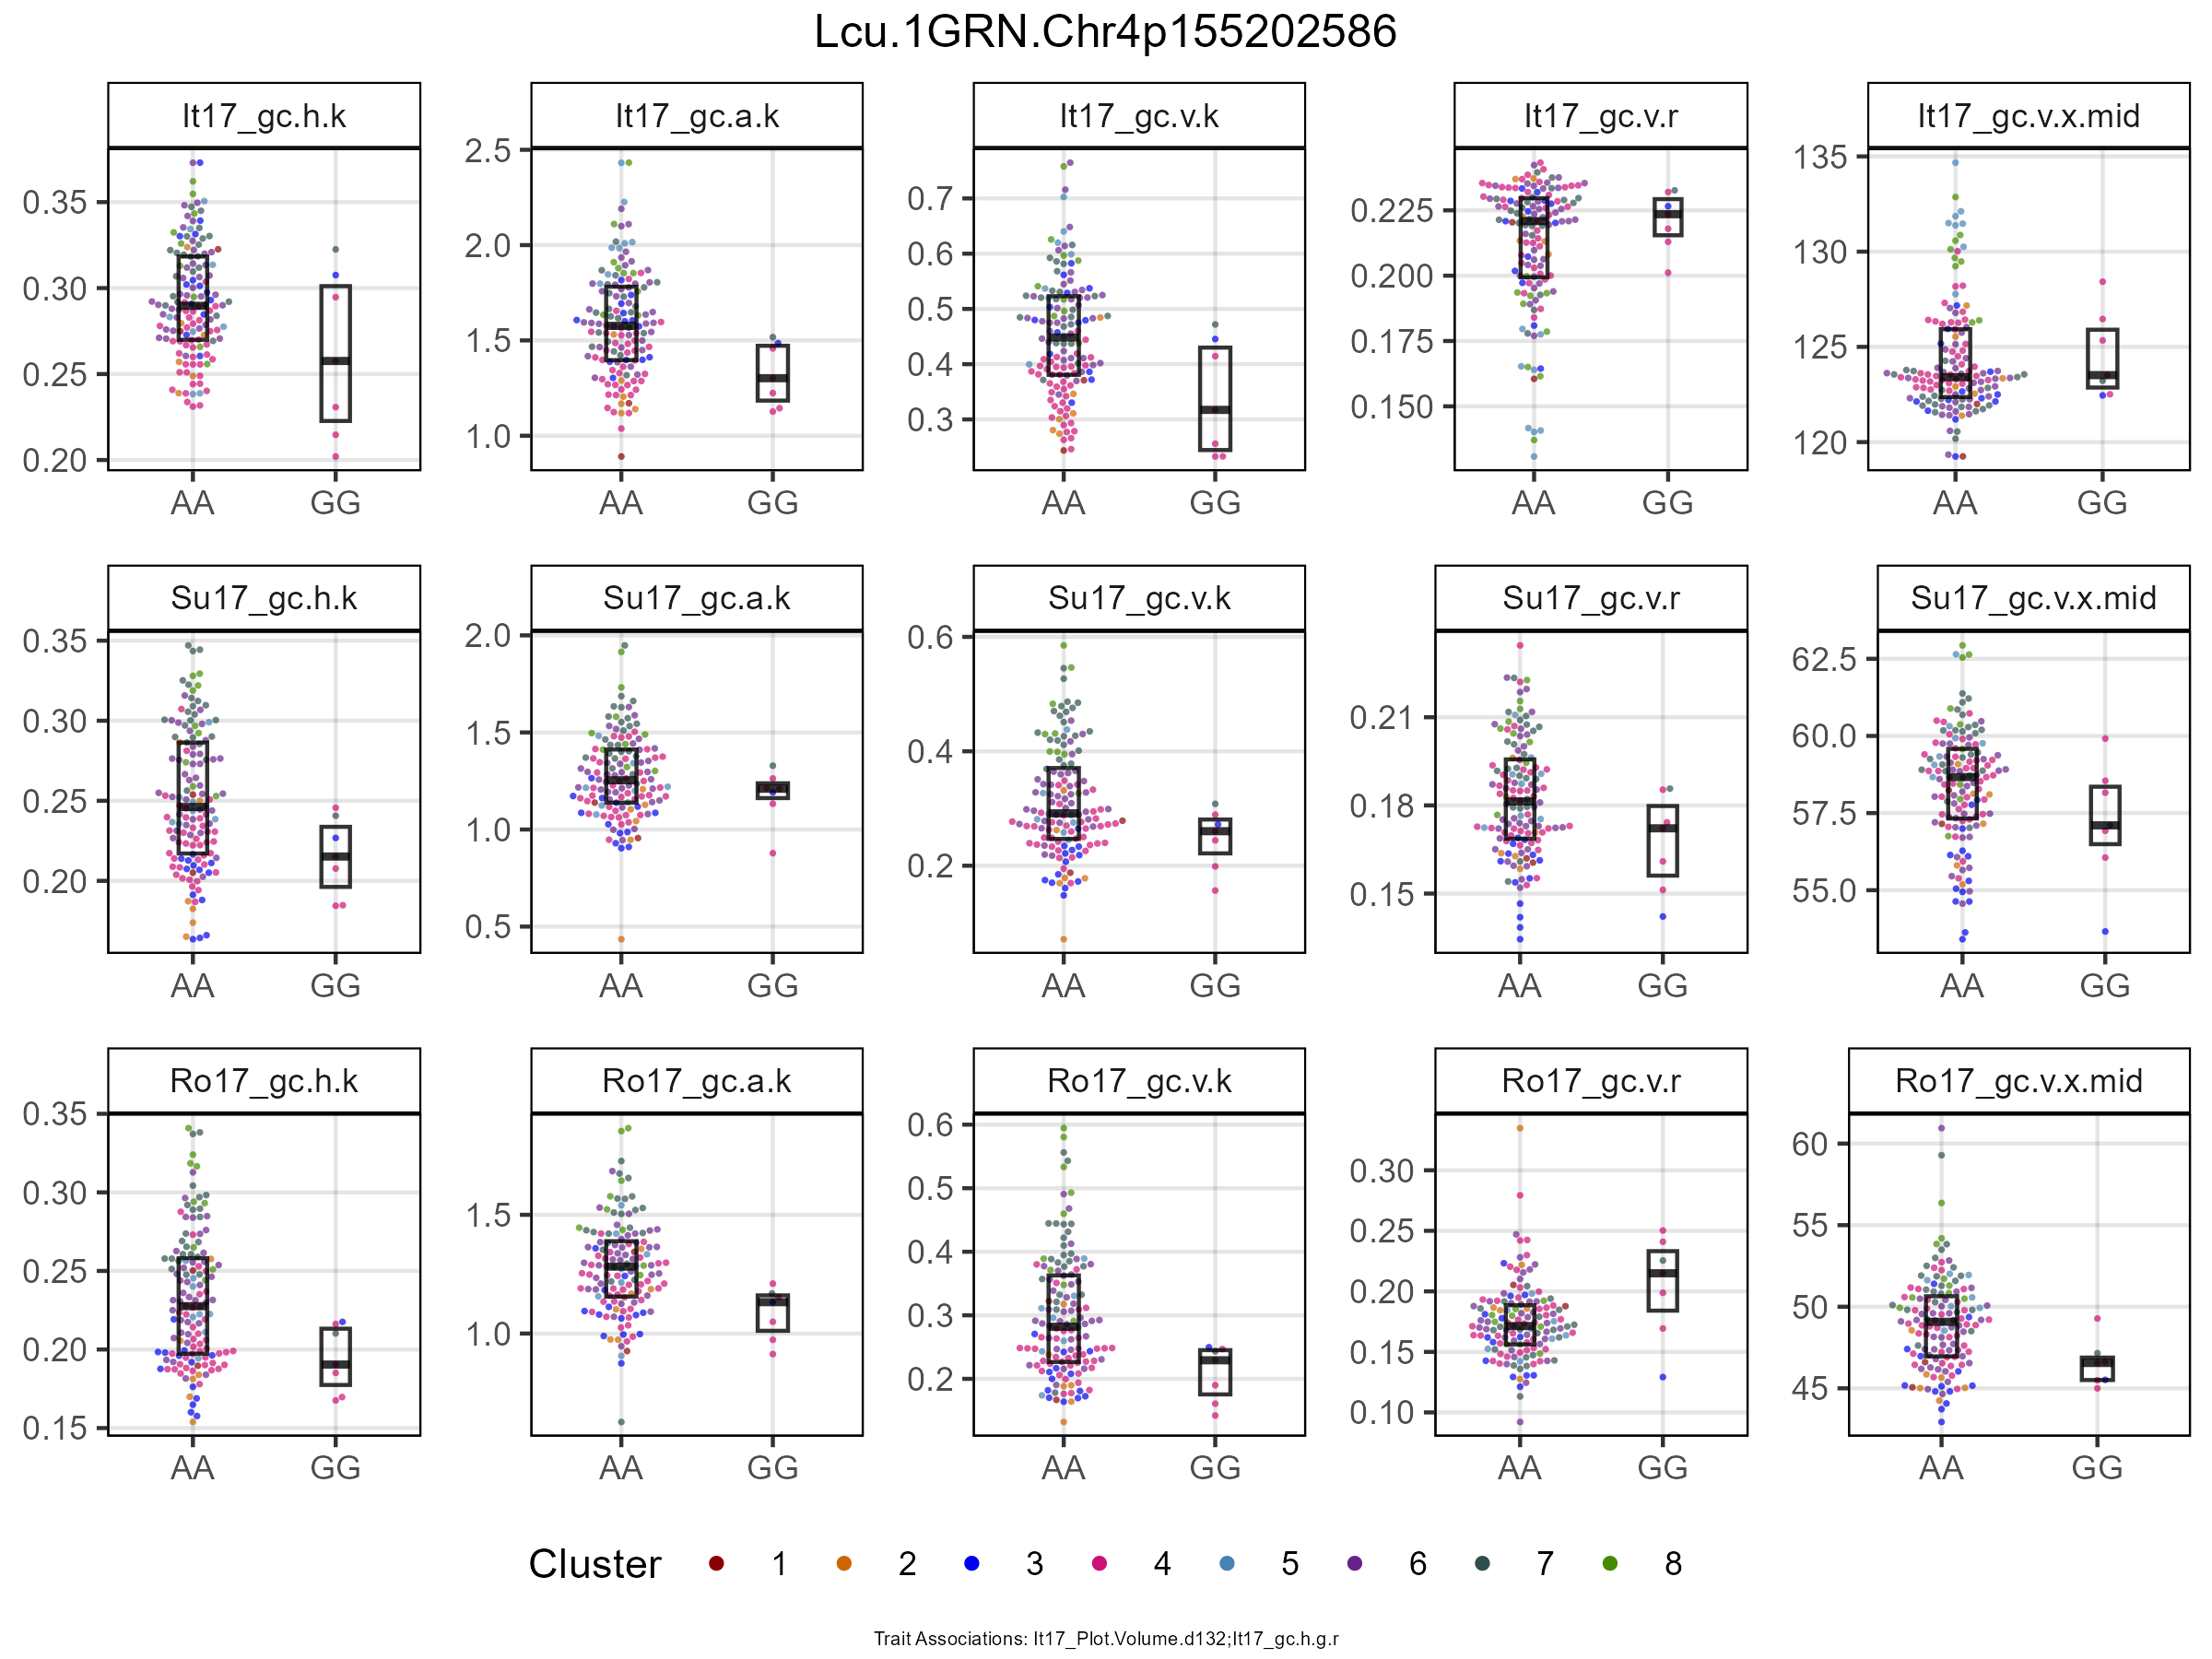 Lcu.1GRN.Chr4p155202586
It17_gc.h.k It17_gc.a.k It17_gc.v.k It17_gc.v.r It17_gc.v.x.mid
0.35 0.30 0.25 0.20
2.5 2.0 1.5 1.0
0.7 0.6 0.5 0.4 0.3
0.225 0.200 0.175 0.150
135 130 125 120
AA GG AA GG AA GG AA GG AA GG
Su17_gc.h.k Su17_gc.a.k Su17_gc.v.k Su17_gc.v.r Su17_gc.v.x.mid
0.35 0.30 0.25 0.20
2.0 1.5 1.0 0.5
0.6 0.4 0.2
0.21 0.18 0.15
62.5 60.0 57.5 55.0
AA GG AA GG AA GG AA GG AA GG
Ro17_gc.h.k Ro17_gc.a.k Ro17_gc.v.k Ro17_gc.v.r Ro17_gc.v.x.mid
0.35 0.30 0.25 0.20 0.15
1.5 1.0
0.6 0.5 0.4 0.3 0.2
0.30 0.25 0.20 0.15 0.10
60 55 50 45
AA GG AA GG AA GG AA GG AA GG
Cluster 1 2 3 4 5 6 7 8
Trait Associations: It17_Plot.Volume.d132;It17_gc.h.g.r